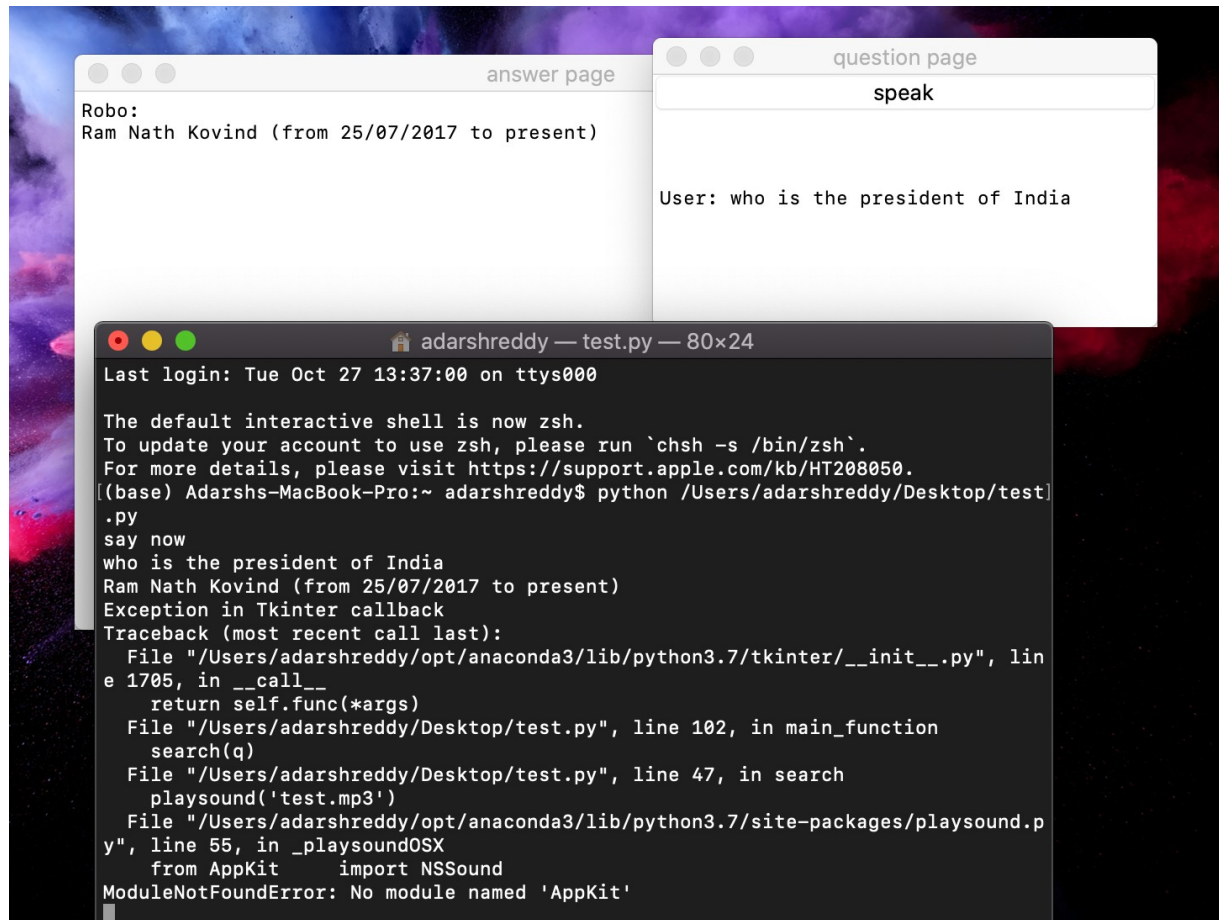 answer page
Robo:
Ram Nath Kovind (from 25/07/2017 to present)
question page
speak
User: who is the president of India
adarshreddy — test.py — 80×24
Last login: Tue Oct 27 13:37:00 on ttys000
The default interactive shell is now zsh.
To update your account to use zsh, please run `chsh -s /bin/zsh`.
For more details, please visit https://support.apple.com/kb/HT208050.
[(base) Adarshs-MacBook-Pro:~ adarshreddy$ python /Users/adarshreddy/Desktop/test]
.py
say now
who is the president of India
Ram Nath Kovind (from 25/07/2017 to present)
Exception in Tkinter callback
Traceback (most recent call last):
  File "/Users/adarshreddy/opt/anaconda3/lib/python3.7/tkinter/__init__.py", lin
e 1705, in __call__
    return self.func(*args)
  File "/Users/adarshreddy/Desktop/test.py", line 102, in main_function
    search(q)
  File "/Users/adarshreddy/Desktop/test.py", line 47, in search
    playsound('test.mp3')
  File "/Users/adarshreddy/opt/anaconda3/lib/python3.7/site-packages/playsound.p
y", line 55, in _playsoundOSX
    from AppKit     import NSSound
ModuleNotFoundError: No module named 'AppKit'